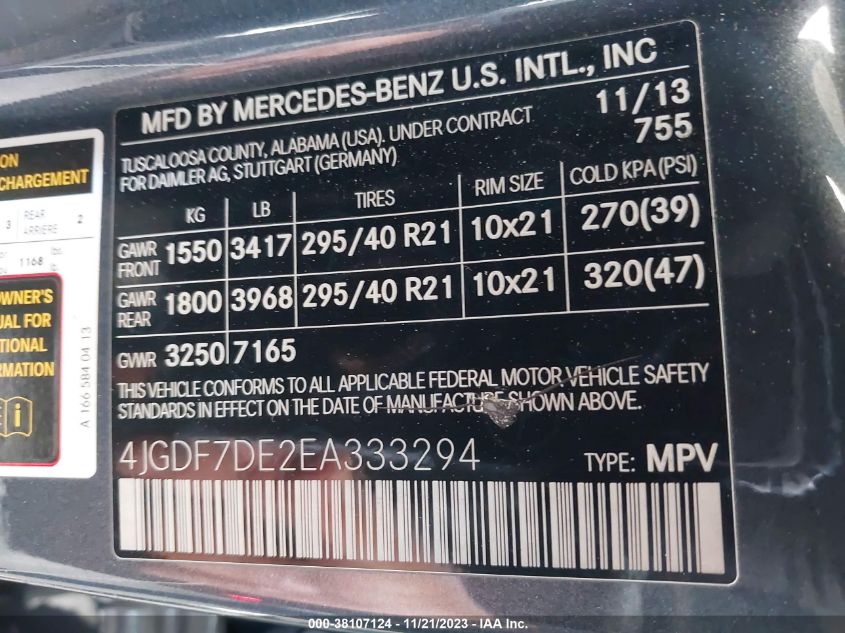 MFD BY MERCEDES-BENZ U.S. INTL., INC
TUSCALOOSA COUNTY, ALABAMA (USA). UNDER CONTRACT 11/13
FOR DAIMLER AG, STUTTGART (GERMANY) 755
KG LB TIRES RIM SIZE COLD KPA (PSI)
GAWR FRONT 1550 3417 295/40 R21 10x21 270(39)
GAWR REAR 1800 3968 295/40 R21 10x21 320(47)
GVWR 3250 7165
THIS VEHICLE CONFORMS TO ALL APPLICABLE FEDERAL MOTOR VEHICLE SAFETY
STANDARDS IN EFFECT ON THE DATE OF MANUFACTURE SHOWN ABOVE.
4JGDF7DE2EA333294 TYPE: MPV
ON
CHARGEMENT
3 REAR 2
ARRIÈRE
1168 lbs.
OWNER'S
UAL FOR
TIONAL
RMATION
A 166 584 04 13
000-38107124 - 11/21/2023 - IAA Inc.